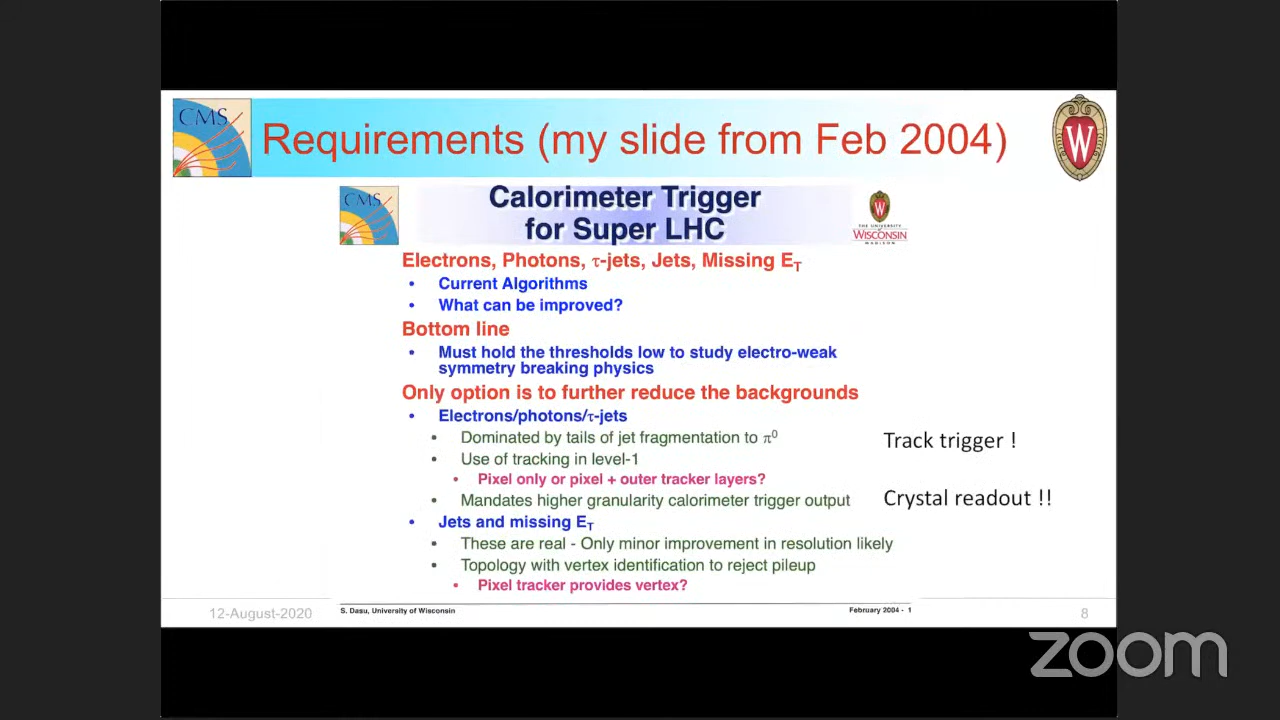 CMS
Requirements (my slide from Feb 2004)
W
CMS
Calorimeter Trigger
for Super LHC
W
THE UNIVERSITY
of
WISCONSIN
MADISON
Electrons, Photons, τ-jets, Jets, Missing E_T
• Current Algorithms
• What can be improved?
Bottom line
• Must hold the thresholds low to study electro-weak
symmetry breaking physics
Only option is to further reduce the backgrounds
• Electrons/photons/τ-jets
• Dominated by tails of jet fragmentation to π⁰
Track trigger !
• Use of tracking in level-1
• Pixel only or pixel + outer tracker layers?
• Mandates higher granularity calorimeter trigger output
Crystal readout !!
• Jets and missing E_T
• These are real - Only minor improvement in resolution likely
• Topology with vertex identification to reject pileup
• Pixel tracker provides vertex?
12-August-2020
S. Dasu, University of Wisconsin
February 2004 - 1
8
zoom